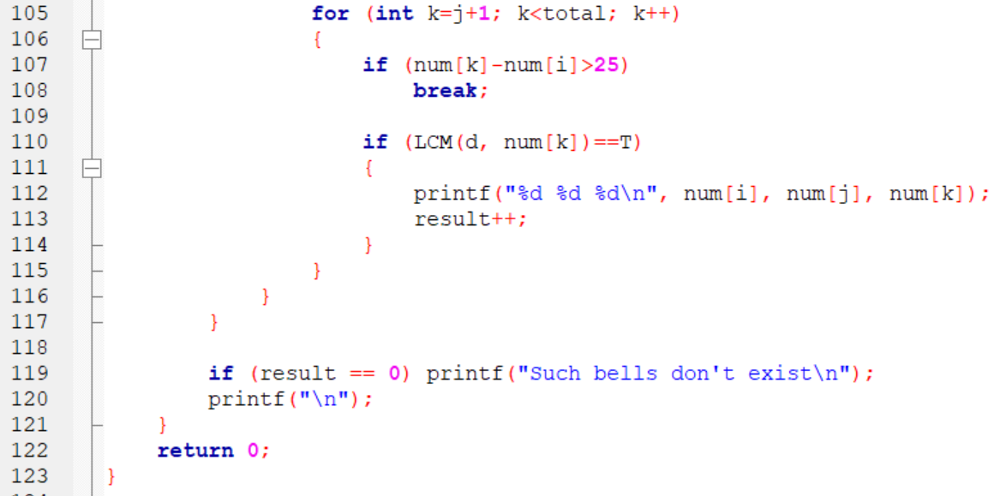 105 for (int k=j+1; k<total; k++)
106 {
107 if (num[k]-num[i]>25)
108 break;
109
110 if (LCM(d, num[k])==T)
111 {
112 printf("%d %d %d\n", num[i], num[j], num[k]);
113 result++;
114 }
115 }
116 }
117 }
118
119 if (result == 0) printf("Such bells don't exist\n");
120 printf("\n");
121 }
122 return 0;
123 }